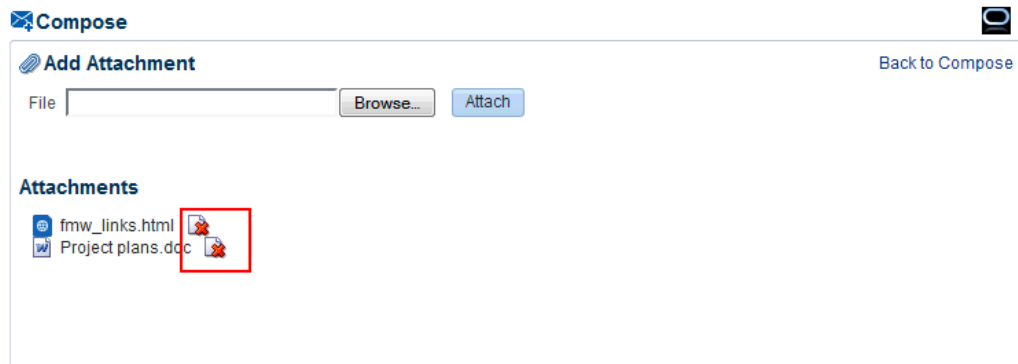 Compose
Add Attachment Back to Compose
File Browse... Attach
Attachments
fmw_links.html
Project plans.doc